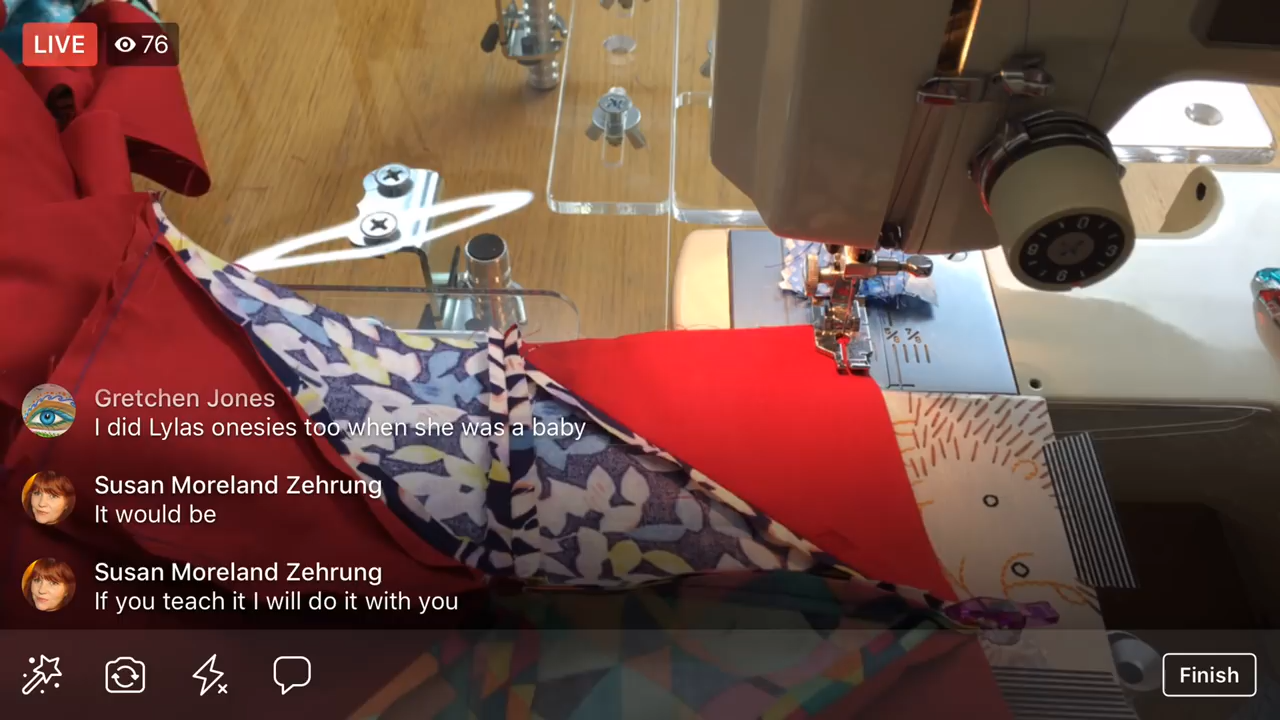 LIVE 76
Gretchen Jones
I did Lylas onesies too when she was a baby
Susan Moreland Zehrung
It would be
Susan Moreland Zehrung
If you teach it I will do it with you
Finish